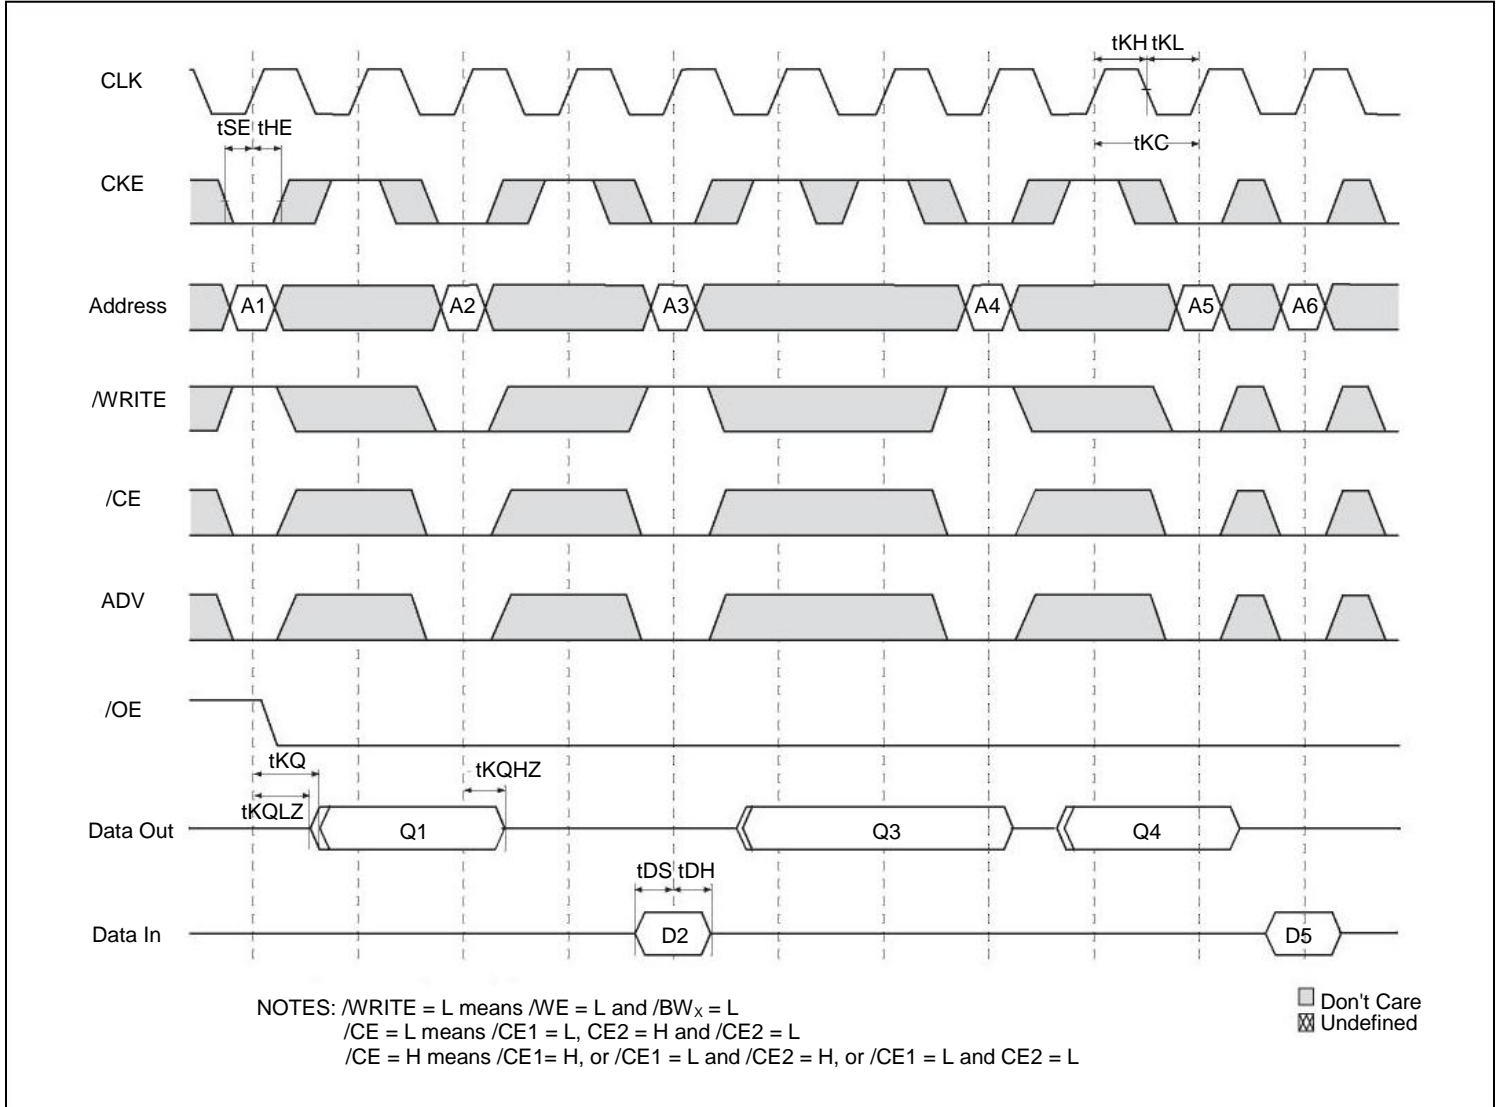 tKH tKL
CLK
tSE tHE
tKC
CKE
Address A1 A2 A3 A4 A5 A6
/WRITE
/CE
ADV
/OE
tKQ
tKQHZ
tKQLZ
Data Out Q1 Q3 Q4
tDS tDH
Data In D2 D5
NOTES: /WRITE = L means /WE = L and /BWX = L
/CE = L means /CE1 = L, CE2 = H and /CE2 = L
/CE = H means /CE1= H, or /CE1 = L and /CE2 = H, or /CE1 = L and CE2 = L
Don't Care
Undefined